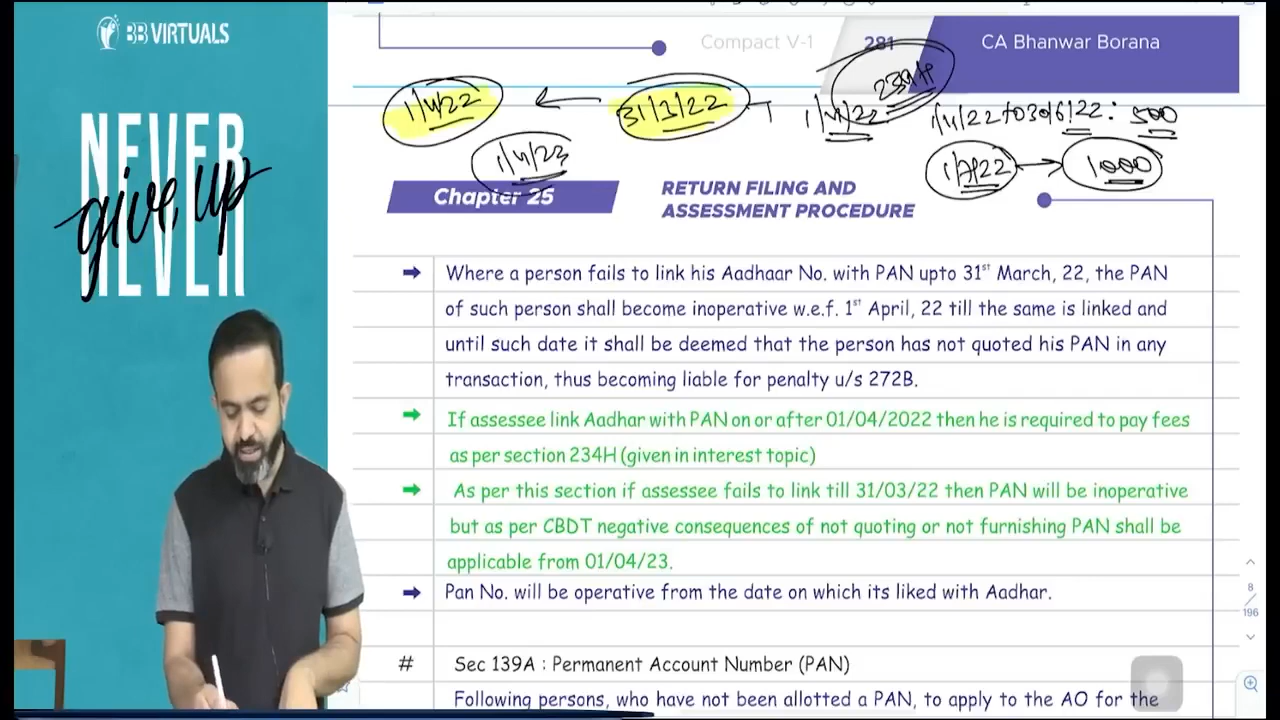 BB VIRTUALS
NEVER
give up
NEVER
Compact V-1
281
CA Bhanwar Borana
1/4/22
31/3/22
1/4/22
234H
1/4/22 to 30/6/22: 500
1/4/23
1/7/22
1000
Chapter 25
RETURN FILING AND
ASSESSMENT PROCEDURE
Where a person fails to link his Aadhaar No. with PAN upto 31st March, 22, the PAN
of such person shall become inoperative w.e.f. 1st April, 22 till the same is linked and
until such date it shall be deemed that the person has not quoted his PAN in any
transaction, thus becoming liable for penalty u/s 272B.
If assessee link Aadhar with PAN on or after 01/04/2022 then he is required to pay fees
as per section 234H (given in interest topic)
As per this section if assessee fails to link till 31/03/22 then PAN will be inoperative
but as per CBDT negative consequences of not quoting or not furnishing PAN shall be
applicable from 01/04/23.
Pan No. will be operative from the date on which its liked with Aadhar.
# Sec 139A : Permanent Account Number (PAN)
Following persons, who have not been allotted a PAN, to apply to the AO for the
8
/
196